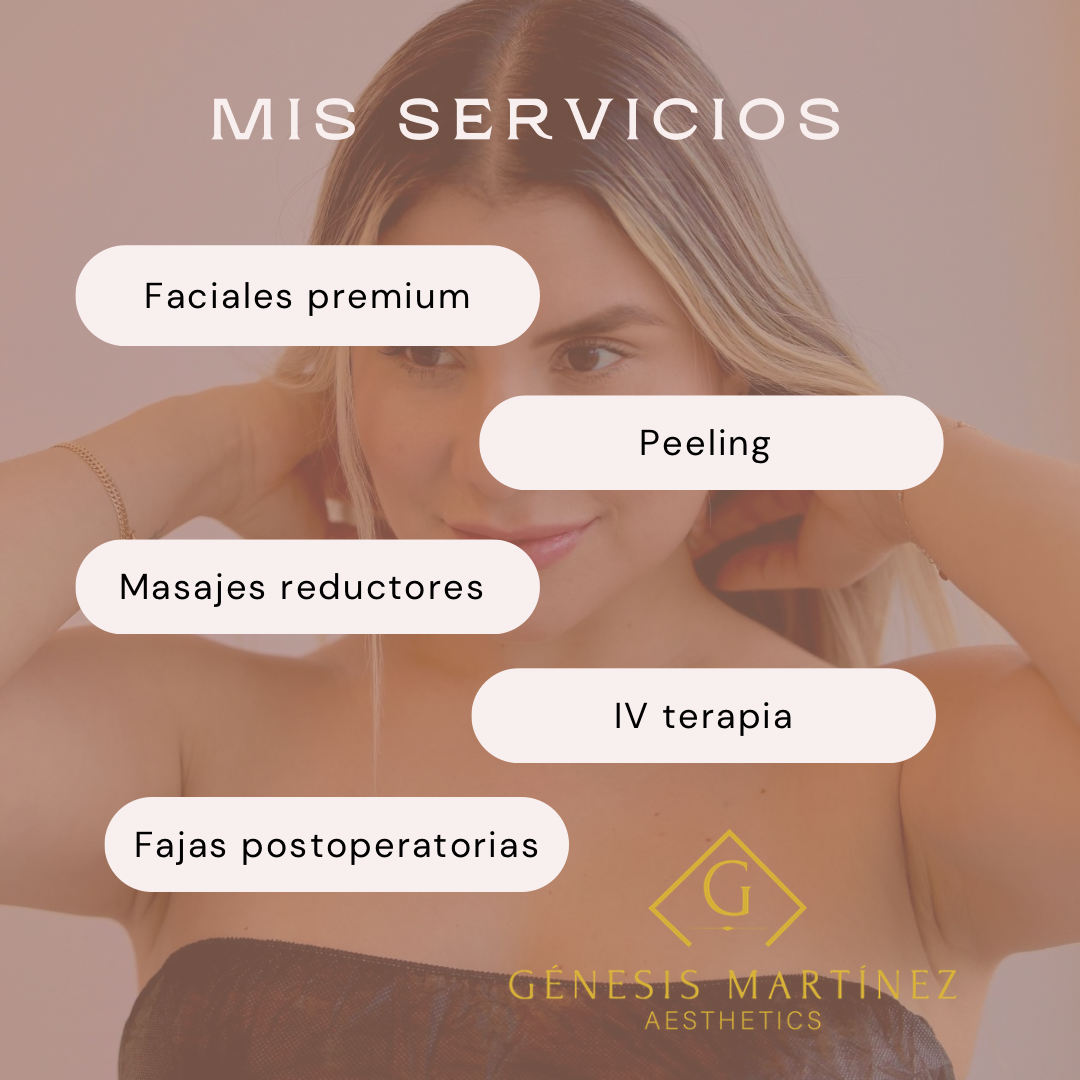 MIS SERVICIOS
Faciales premium
Peeling
Masajes reductores
IV terapia
Fajas postoperatorias
G
GÉNESIS MARTÍNEZ
AESTHETICS